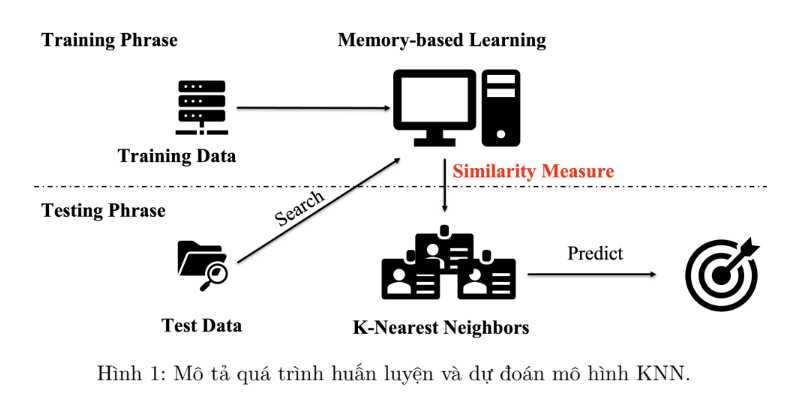 Training Phrase
Memory-based Learning
Training Data
Similarity Measure
Testing Phrase
Search
Predict
Test Data
K-Nearest Neighbors
Hình 1: Mô tả quá trình huấn luyện và dự đoán mô hình KNN.